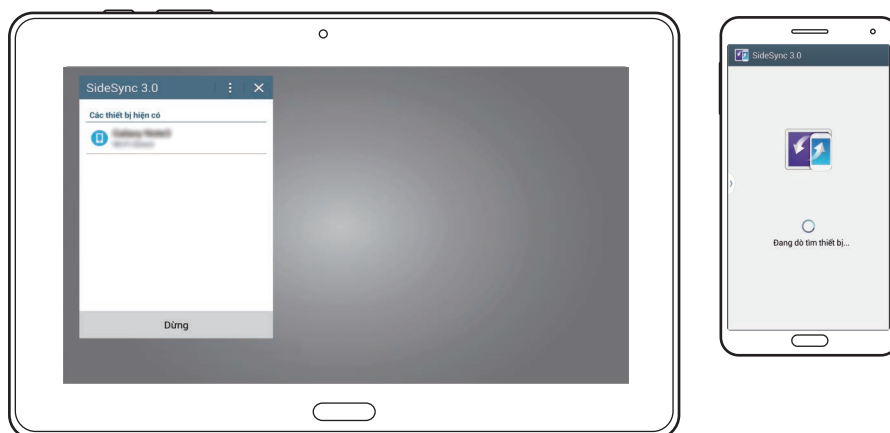 SideSync 3.0
Các thiết bị hiện có
Dừng
SideSync 3.0
Đang dò tìm thiết bị...